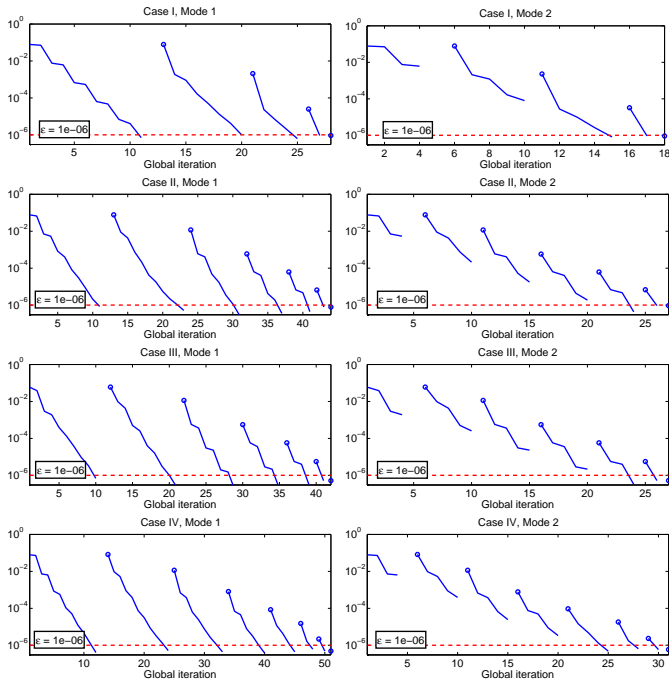 Case I, Mode 1
10^0
10^−2
10^−4
10^−6
ε = 1e−06
5 10 15 20 25
Global iteration
Case I, Mode 2
10^0
10^−2
10^−4
10^−6
ε = 1e−06
2 4 6 8 10 12 14 16 18
Global iteration
Case II, Mode 1
10^0
10^−2
10^−4
10^−6
ε = 1e−06
5 10 15 20 25 30 35 40
Global iteration
Case II, Mode 2
10^0
10^−2
10^−4
10^−6
ε = 1e−06
5 10 15 20 25
Global iteration
Case III, Mode 1
10^0
10^−2
10^−4
10^−6
ε = 1e−06
5 10 15 20 25 30 35 40
Global iteration
Case III, Mode 2
10^0
10^−2
10^−4
10^−6
ε = 1e−06
5 10 15 20 25
Global iteration
Case IV, Mode 1
10^0
10^−2
10^−4
10^−6
ε = 1e−06
10 20 30 40 50
Global iteration
Case IV, Mode 2
10^0
10^−2
10^−4
10^−6
ε = 1e−06
5 10 15 20 25 30
Global iteration